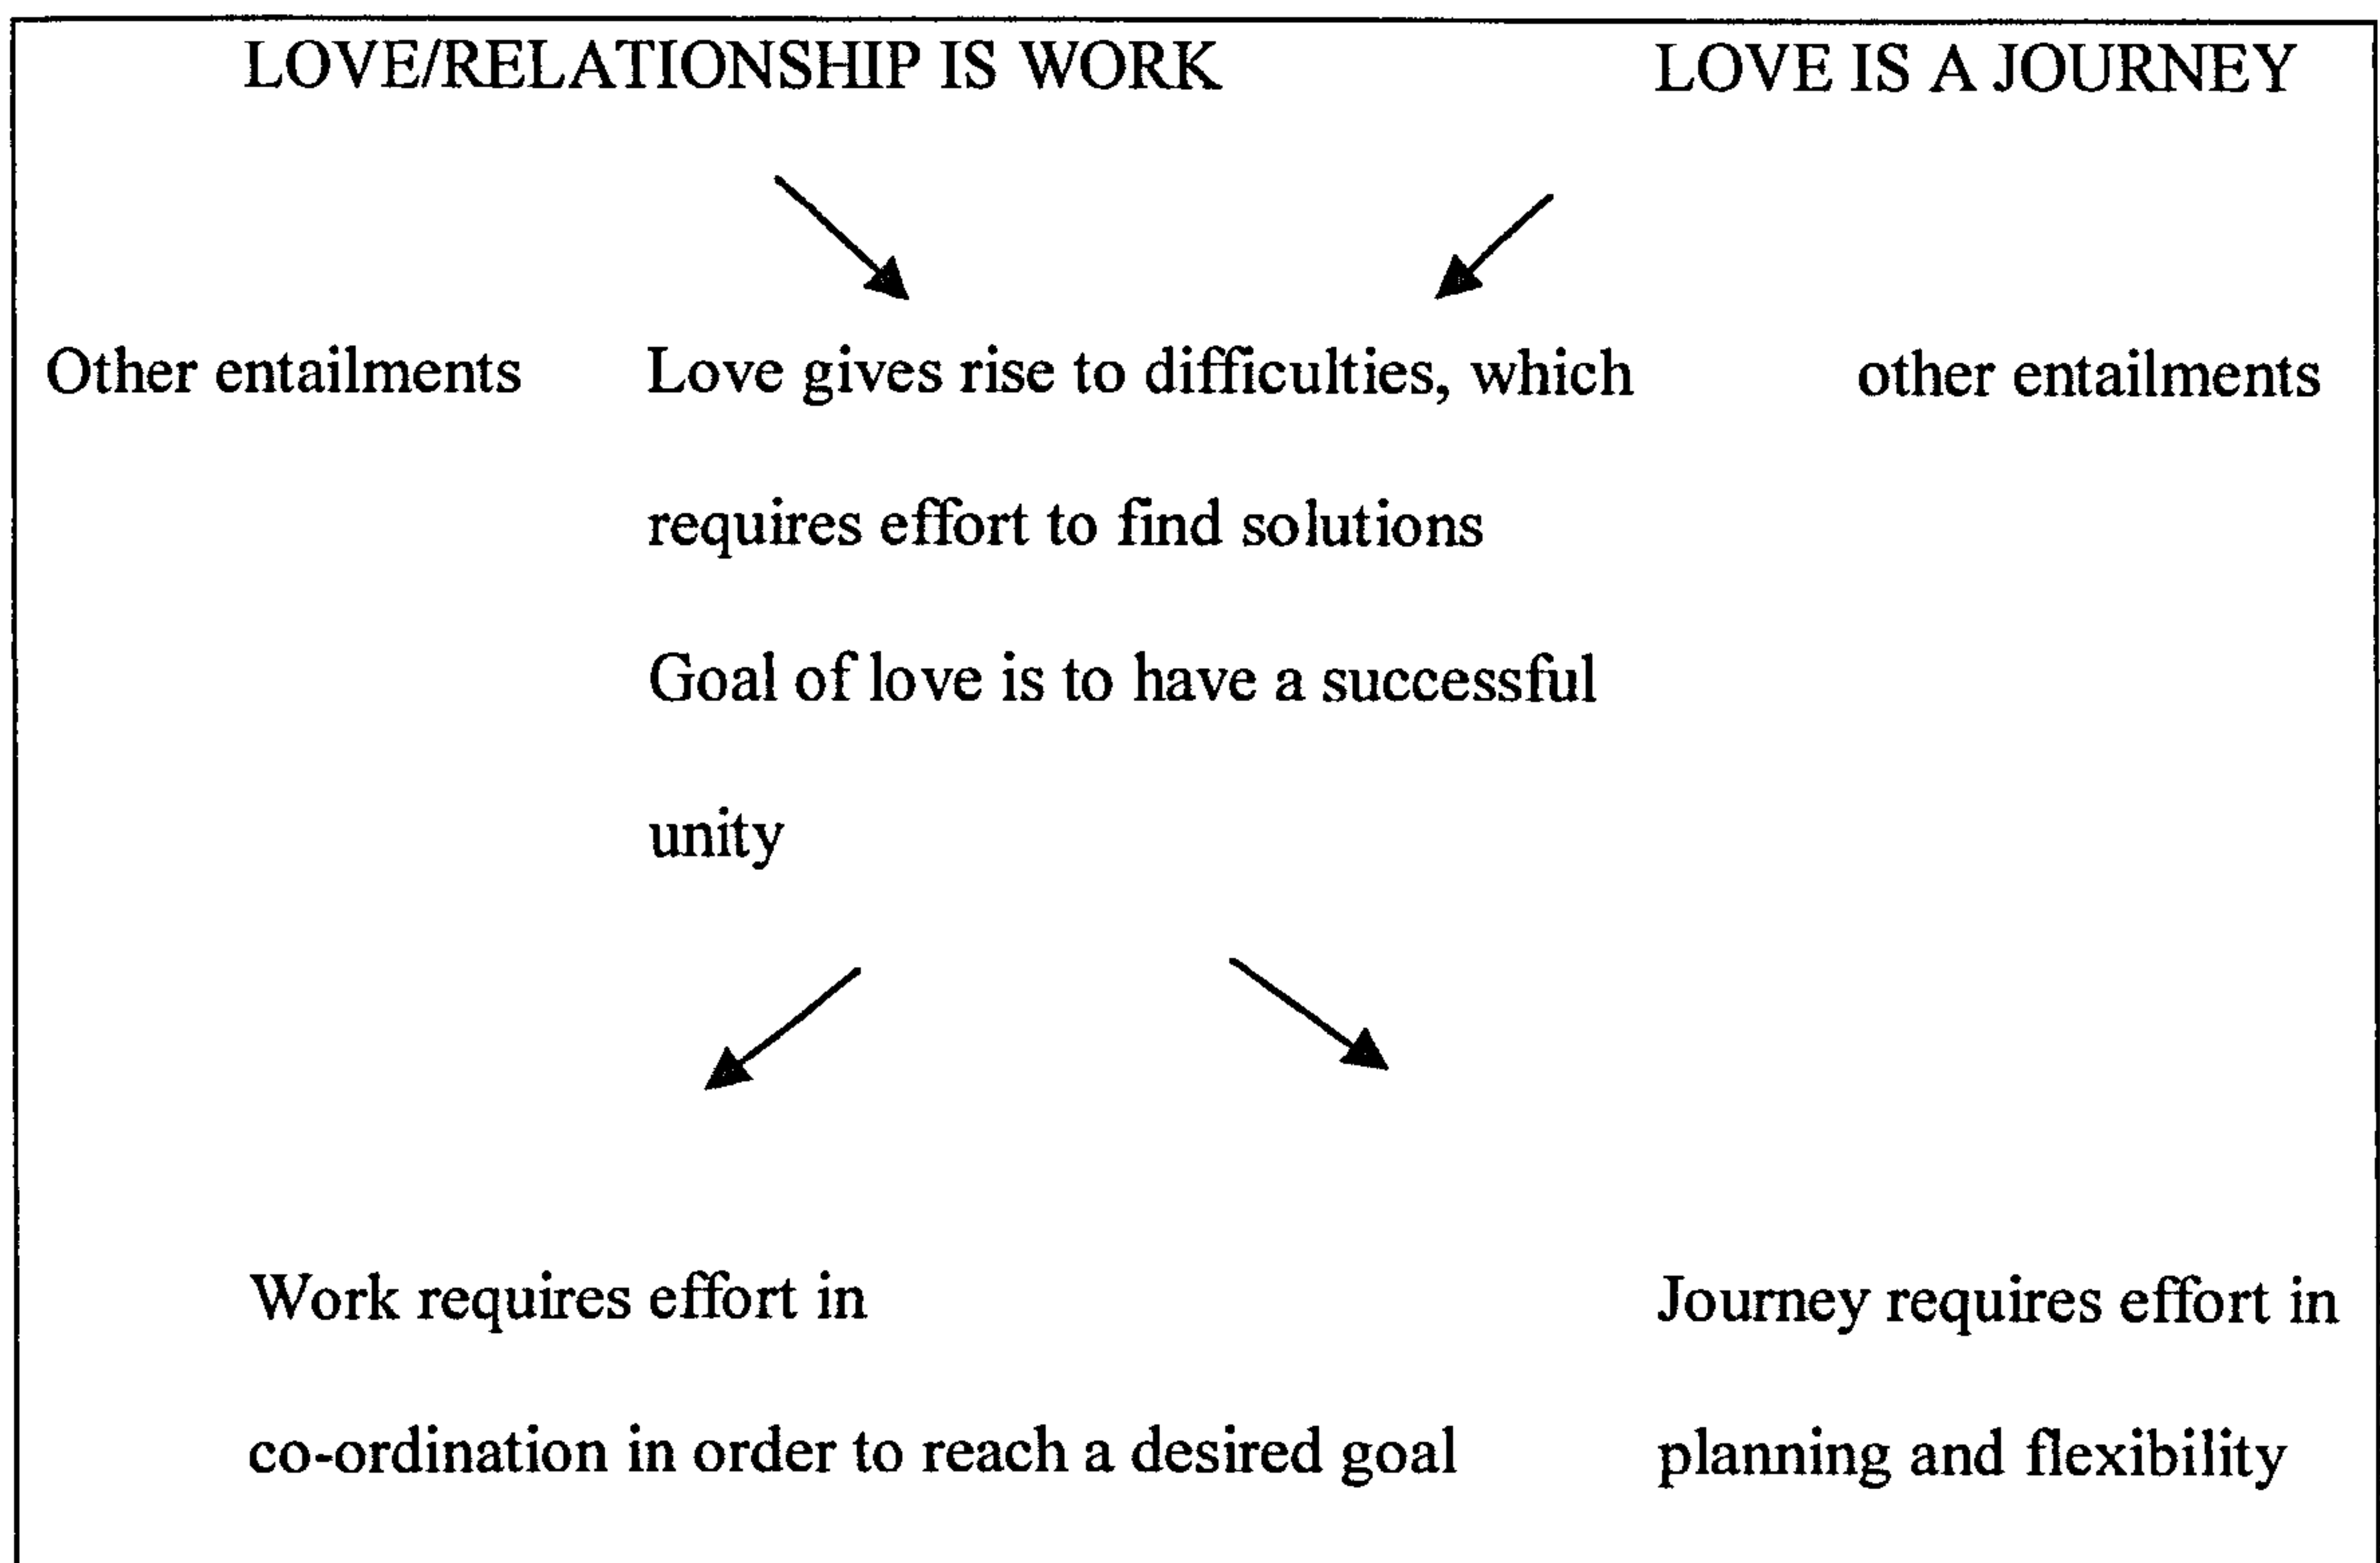 LOVE/RELATIONSHIP IS WORK LOVE IS A JOURNEY
Other entailments Love gives rise to difficulties, which other entailments
requires effort to find solutions
Goal of love is to have a successful
unity
Work requires effort in Journey requires effort in
co-ordination in order to reach a desired goal planning and flexibility